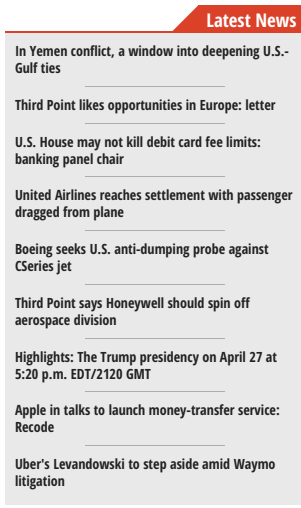 Latest News
In Yemen conflict, a window into deepening U.S.-
Gulf ties
Third Point likes opportunities in Europe: letter
U.S. House may not kill debit card fee limits:
banking panel chair
United Airlines reaches settlement with passenger
dragged from plane
Boeing seeks U.S. anti-dumping probe against
CSeries jet
Third Point says Honeywell should spin off
aerospace division
Highlights: The Trump presidency on April 27 at
5:20 p.m. EDT/2120 GMT
Apple in talks to launch money-transfer service:
Recode
Uber's Levandowski to step aside amid Waymo
litigation